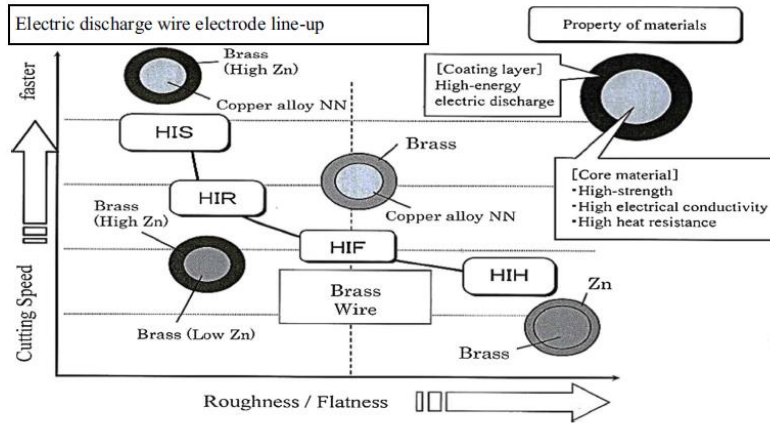 Electric discharge wire electrode line-up
Property of materials
Brass
(High Zn)
Copper alloy NN
[Coating layer]
High-energy
electric discharge
faster
HIS
Brass
[Core material]
・High-strength
・High electrical conductivity
・High heat resistance
HIR
Brass
(High Zn)
Copper alloy NN
HIF
HIH
Brass
Wire
Zn
Cutting Speed
Brass (Low Zn)
Brass
Roughness / Flatness